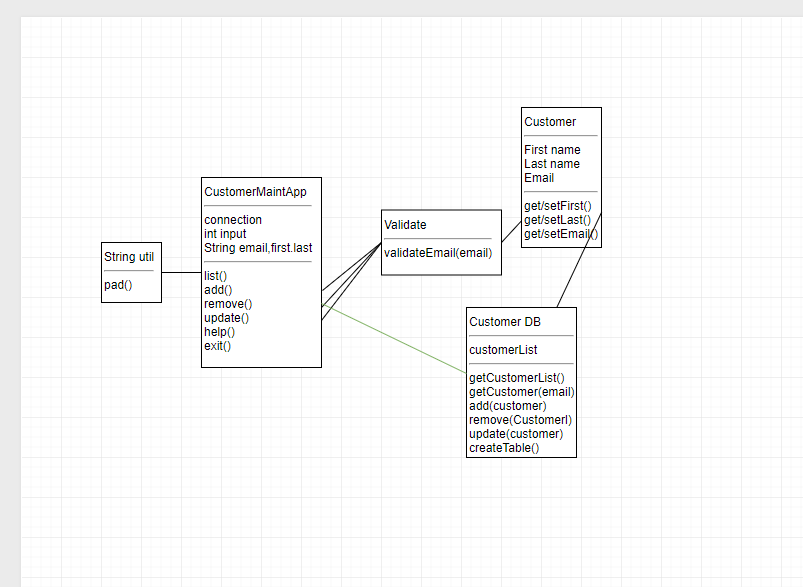 String util
pad()
CustomerMaintApp
connection
int input
String email,first.last
list()
add()
remove()
update()
help()
exit()
Validate
validateEmail(email)
Customer
First name
Last name
Email
get/setFirst()
get/setLast()
get/setEmail()
Customer DB
customerList
getCustomerList()
getCustomer(email)
add(customer)
remove(Customerl)
update(customer)
createTable()